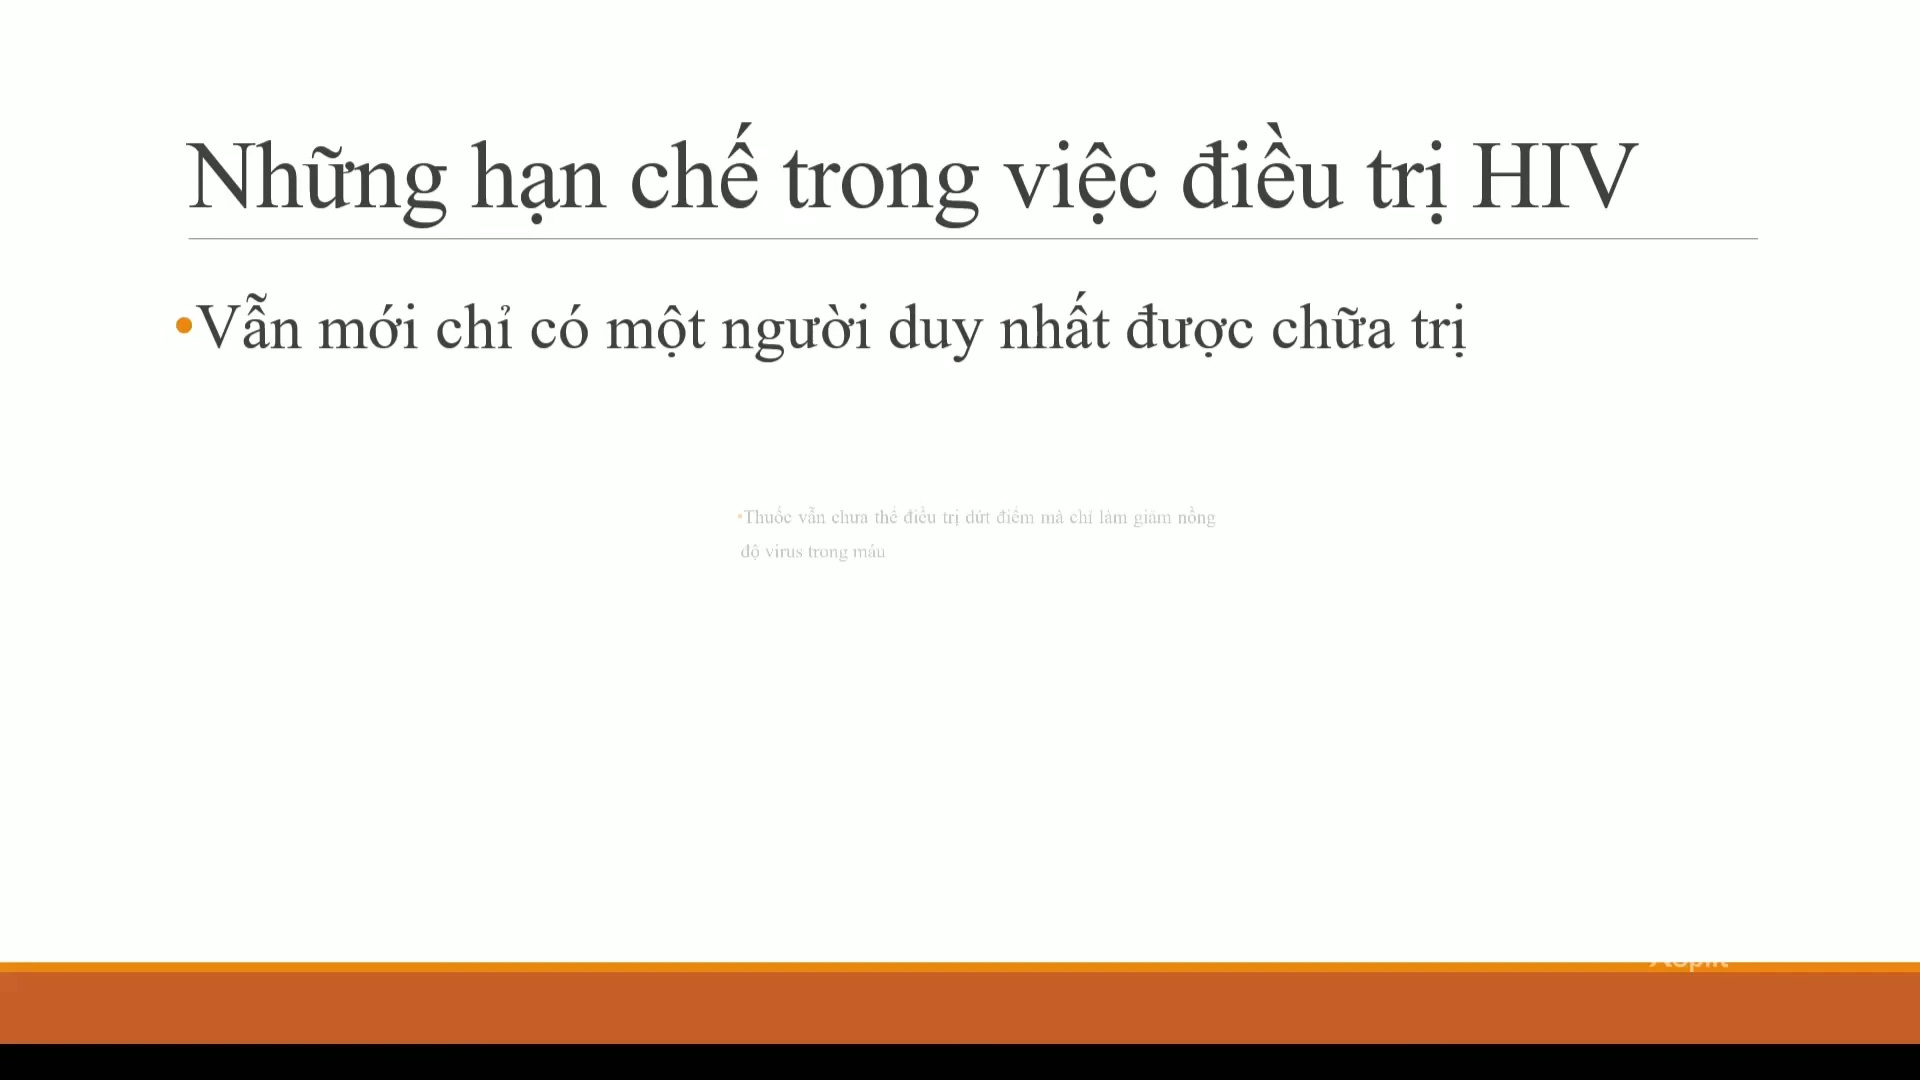 Những hạn chế trong việc điều trị HIV
•Vẫn mới chỉ có một người duy nhất được chữa trị
•Thuốc vẫn chưa thể điều trị dứt điểm mà chỉ làm giảm nồng
độ virus trong máu